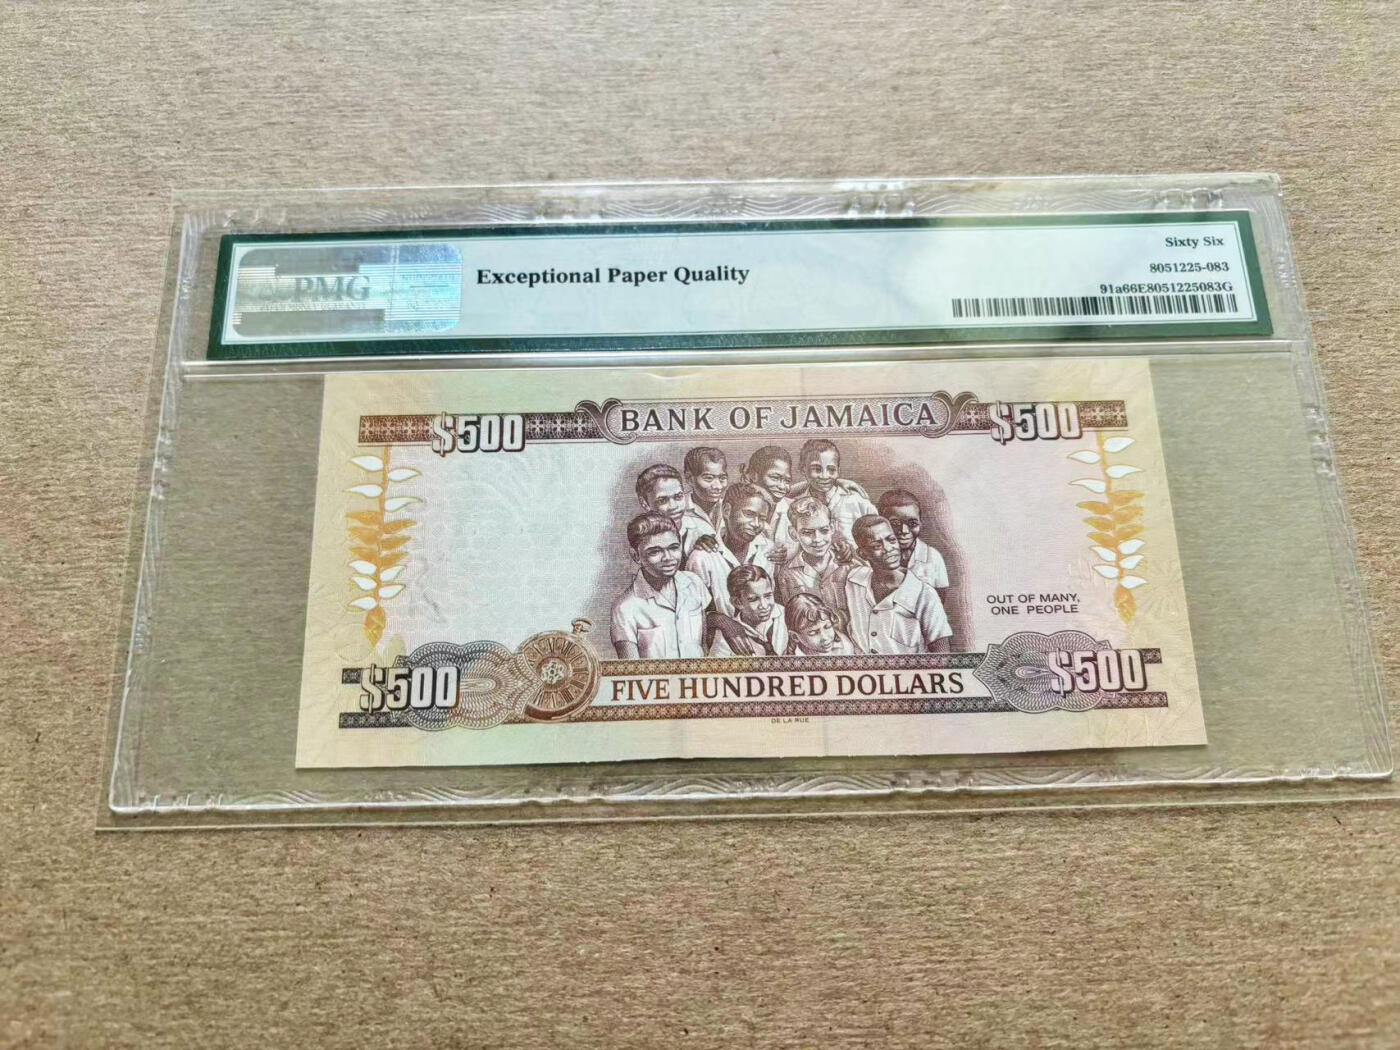 PMG
Exceptional Paper Quality
Sixty Six
8051225-083
91a66E8051225083G
$500
BANK OF JAMAICA
$500
OUT OF MANY,
ONE PEOPLE
$500
FIVE HUNDRED DOLLARS
$500
DE LA RUE